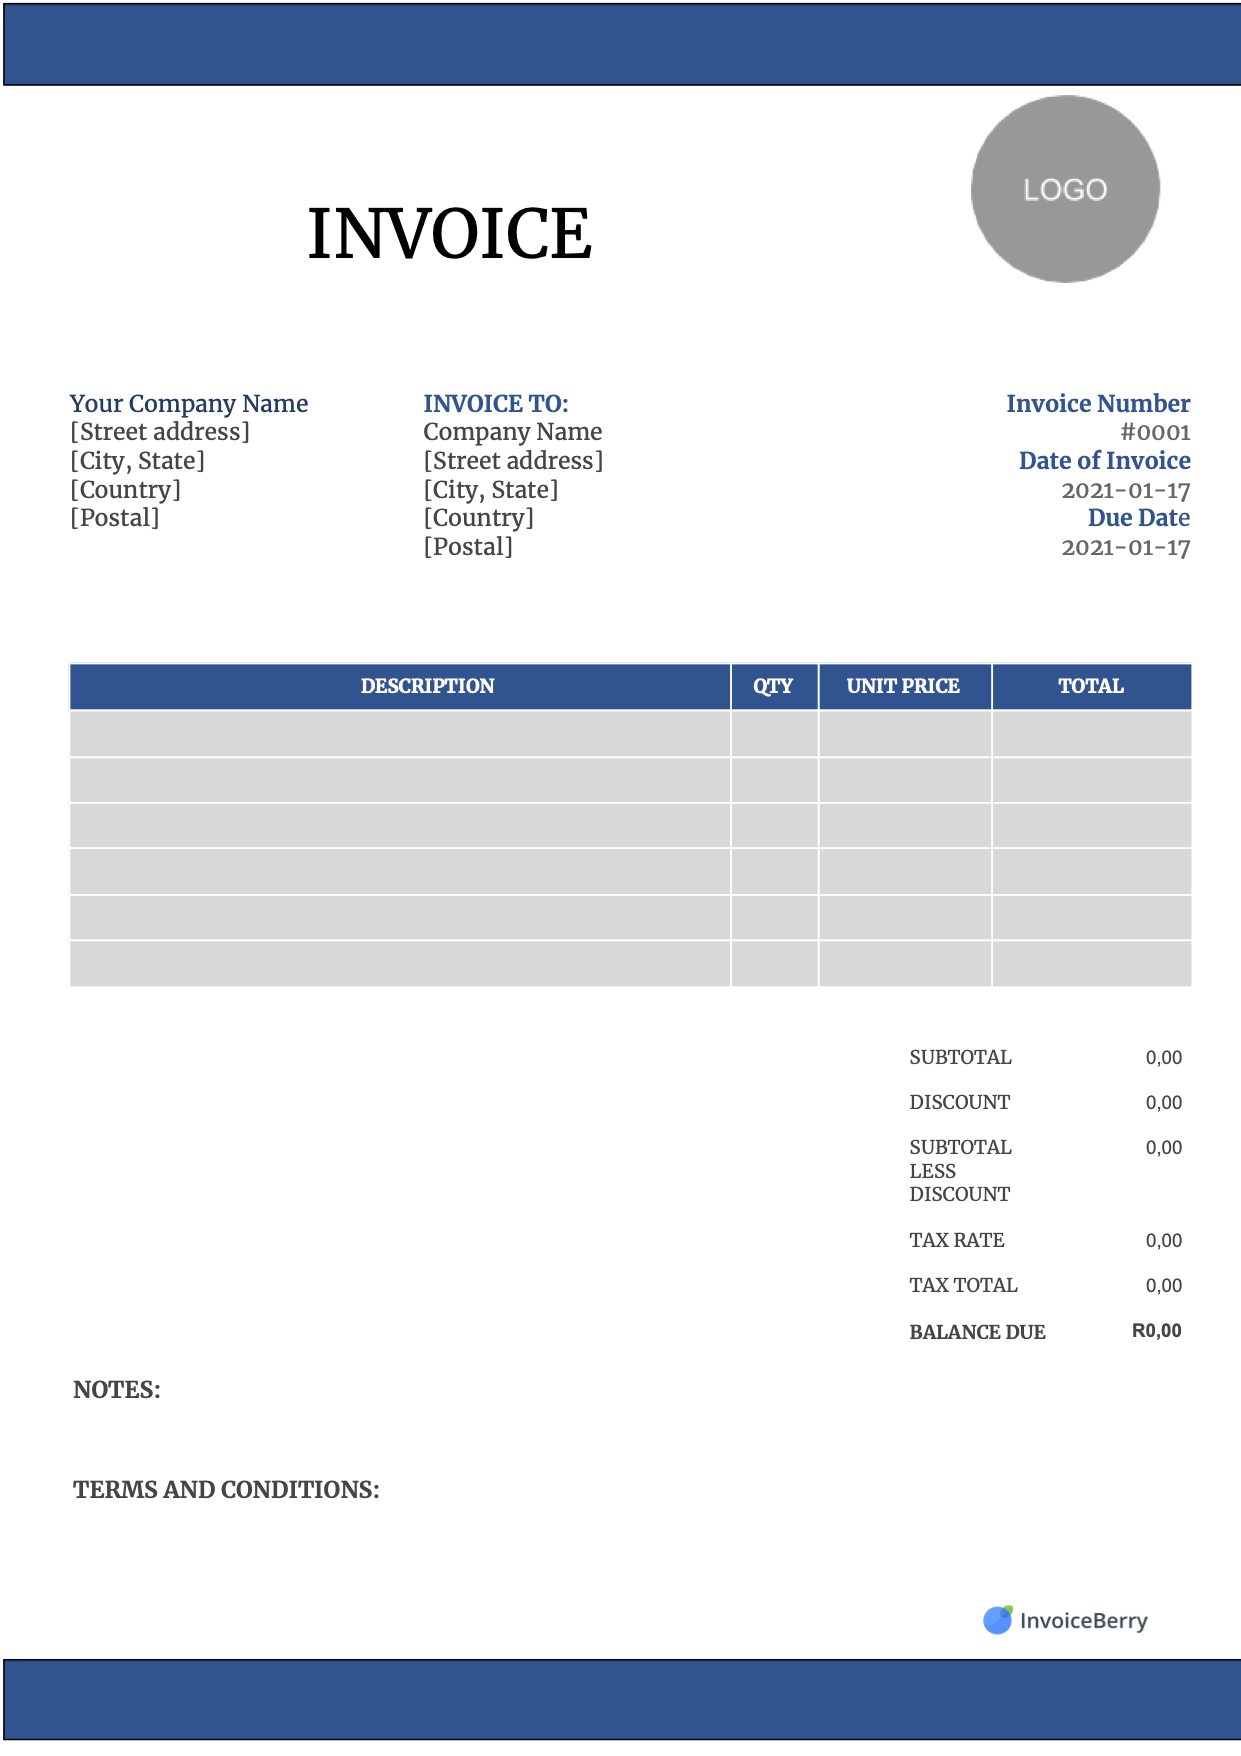 LOGO
INVOICE
Your Company Name
[Street address]
[City, State]
[Country]
[Postal]
INVOICE TO:
Company Name
[Street address]
[City, State]
[Country]
[Postal]
Invoice Number
#0001
Date of Invoice
2021-01-17
Due Date
2021-01-17
DESCRIPTION QTY UNIT PRICE TOTAL
SUBTOTAL 0,00
DISCOUNT 0,00
SUBTOTAL 0,00
LESS
DISCOUNT
TAX RATE 0,00
TAX TOTAL 0,00
BALANCE DUE R0,00
NOTES:
TERMS AND CONDITIONS:
InvoiceBerry